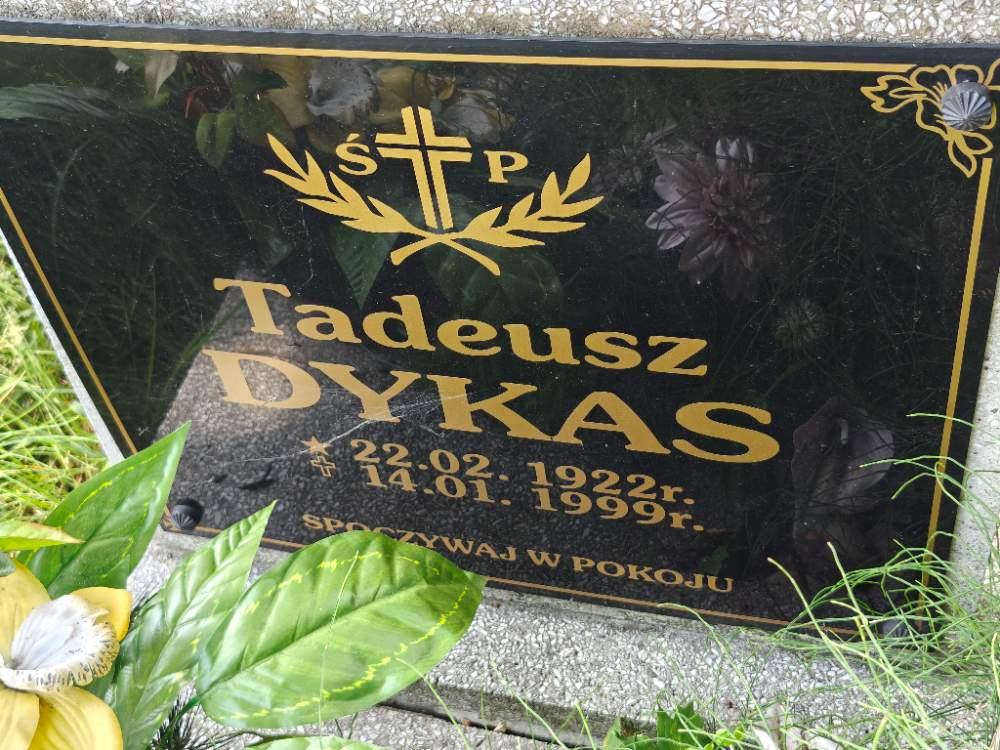 Ś P
Tadeusz
DYKAS
22.02. 1922r.
14.01. 1999r.
SPOCZYWAJ W POKOJU